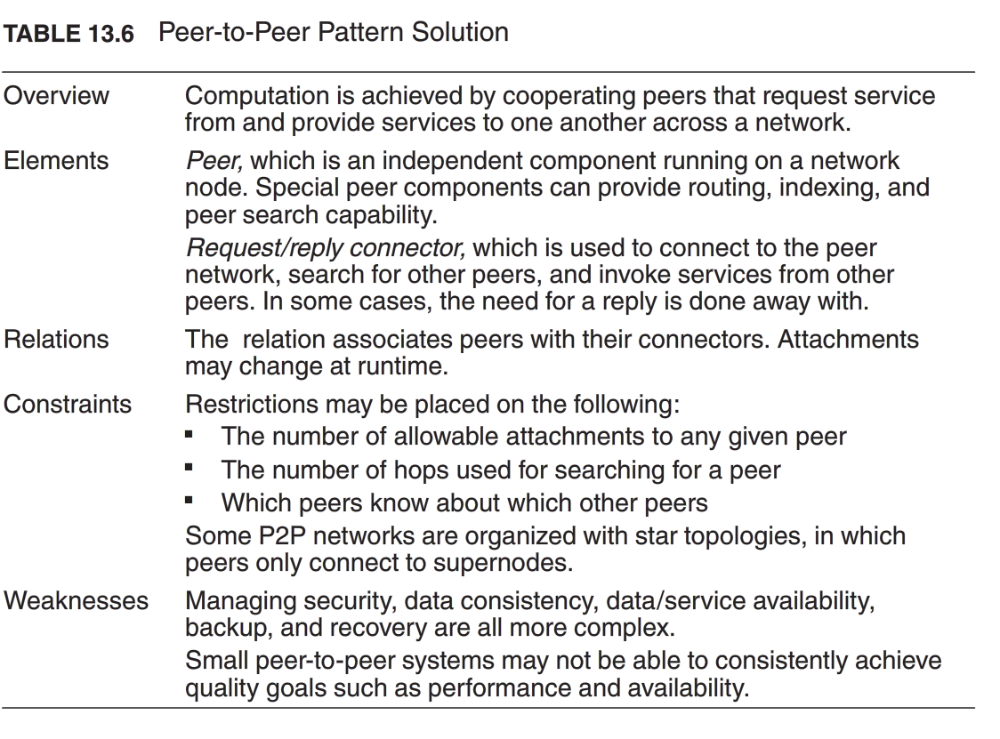 TABLE 13.6 Peer-to-Peer Pattern Solution
Overview Computation is achieved by cooperating peers that request service
from and provide services to one another across a network.
Elements Peer, which is an independent component running on a network
node. Special peer components can provide routing, indexing, and
peer search capability.
Request/reply connector, which is used to connect to the peer
network, search for other peers, and invoke services from other
peers. In some cases, the need for a reply is done away with.
Relations The relation associates peers with their connectors. Attachments
may change at runtime.
Constraints Restrictions may be placed on the following:
▪ The number of allowable attachments to any given peer
▪ The number of hops used for searching for a peer
▪ Which peers know about which other peers
Some P2P networks are organized with star topologies, in which
peers only connect to supernodes.
Weaknesses Managing security, data consistency, data/service availability,
backup, and recovery are all more complex.
Small peer-to-peer systems may not be able to consistently achieve
quality goals such as performance and availability.